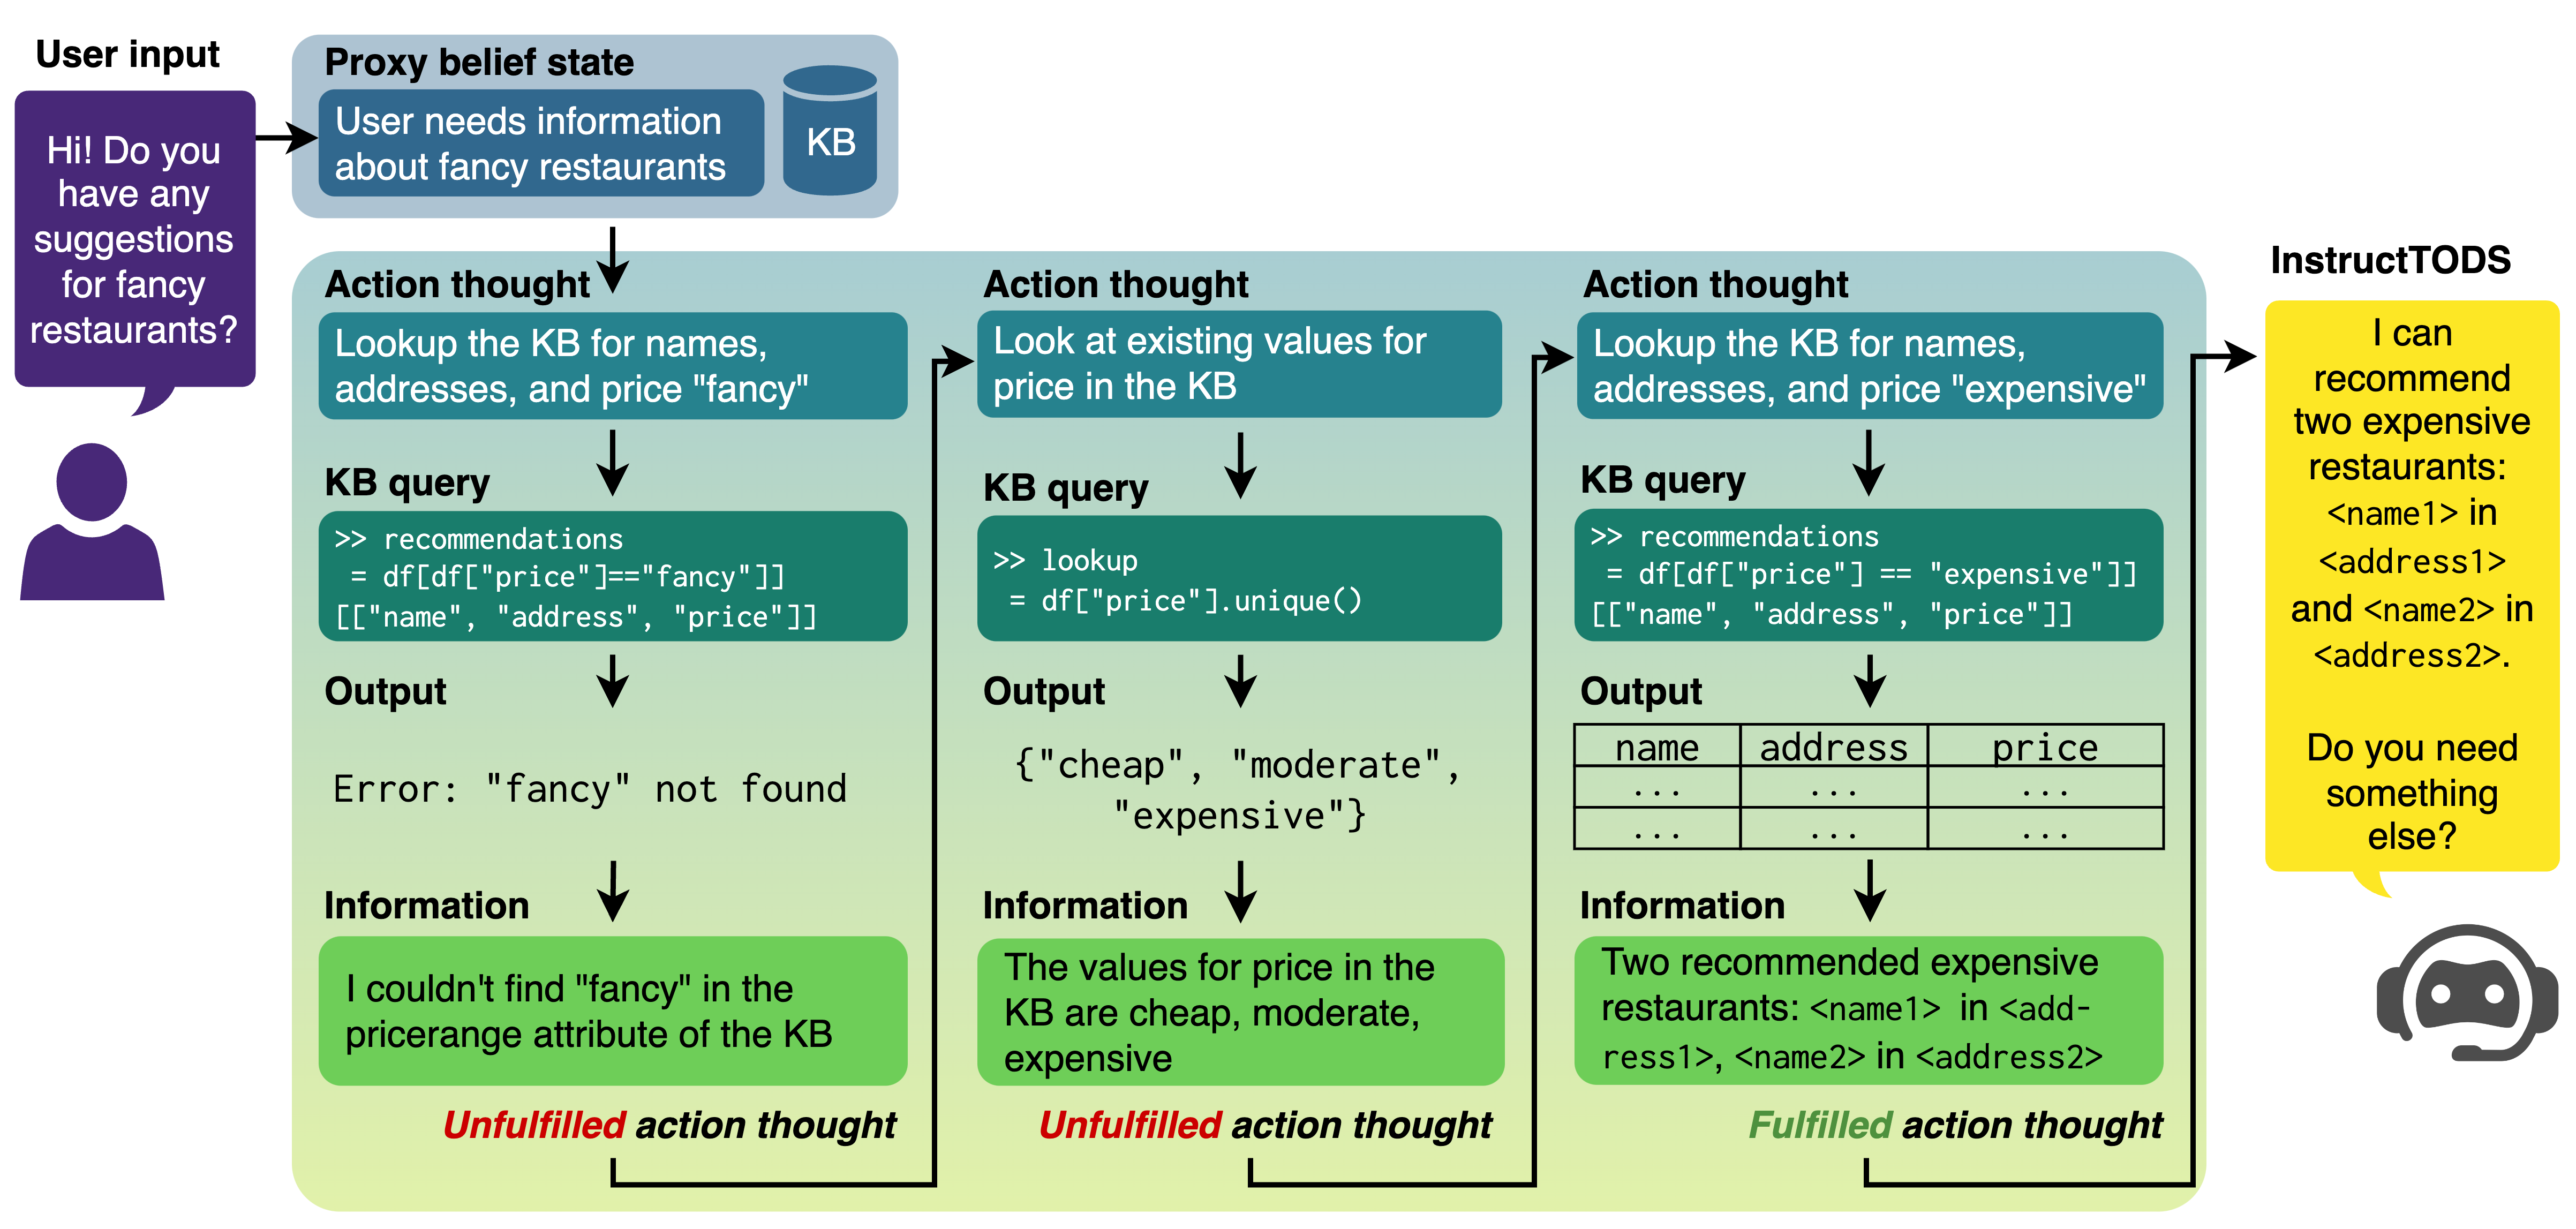 User input
Hi! Do you
have any
suggestions
for fancy
restaurants?
Proxy belief state
User needs information
about fancy restaurants
KB
Action thought
Lookup the KB for names,
addresses, and price "fancy"
KB query
>> recommendations
= df[df["price"]=="fancy"]]
[["name", "address", "price"]]
Output
Error: "fancy" not found
Information
I couldn't find "fancy" in the
pricerange attribute of the KB
Unfulfilled action thought
Action thought
Look at existing values for
price in the KB
KB query
>> lookup
= df["price"].unique()
Output
{"cheap", "moderate",
"expensive"}
Information
The values for price in the
KB are cheap, moderate,
expensive
Unfulfilled action thought
Action thought
Lookup the KB for names,
addresses, and price "expensive"
KB query
>> recommendations
= df[df["price"] == "expensive"]]
[["name", "address", "price"]]
Output
name address price
... ... ...
... ... ...
Information
Two recommended expensive
restaurants: <name1> in <add-
ress1>, <name2> in <address2>
Fulfilled action thought
InstructTODS
I can
recommend
two expensive
restaurants:
<name1> in
<address1>
and <name2> in
<address2>.
Do you need
something
else?